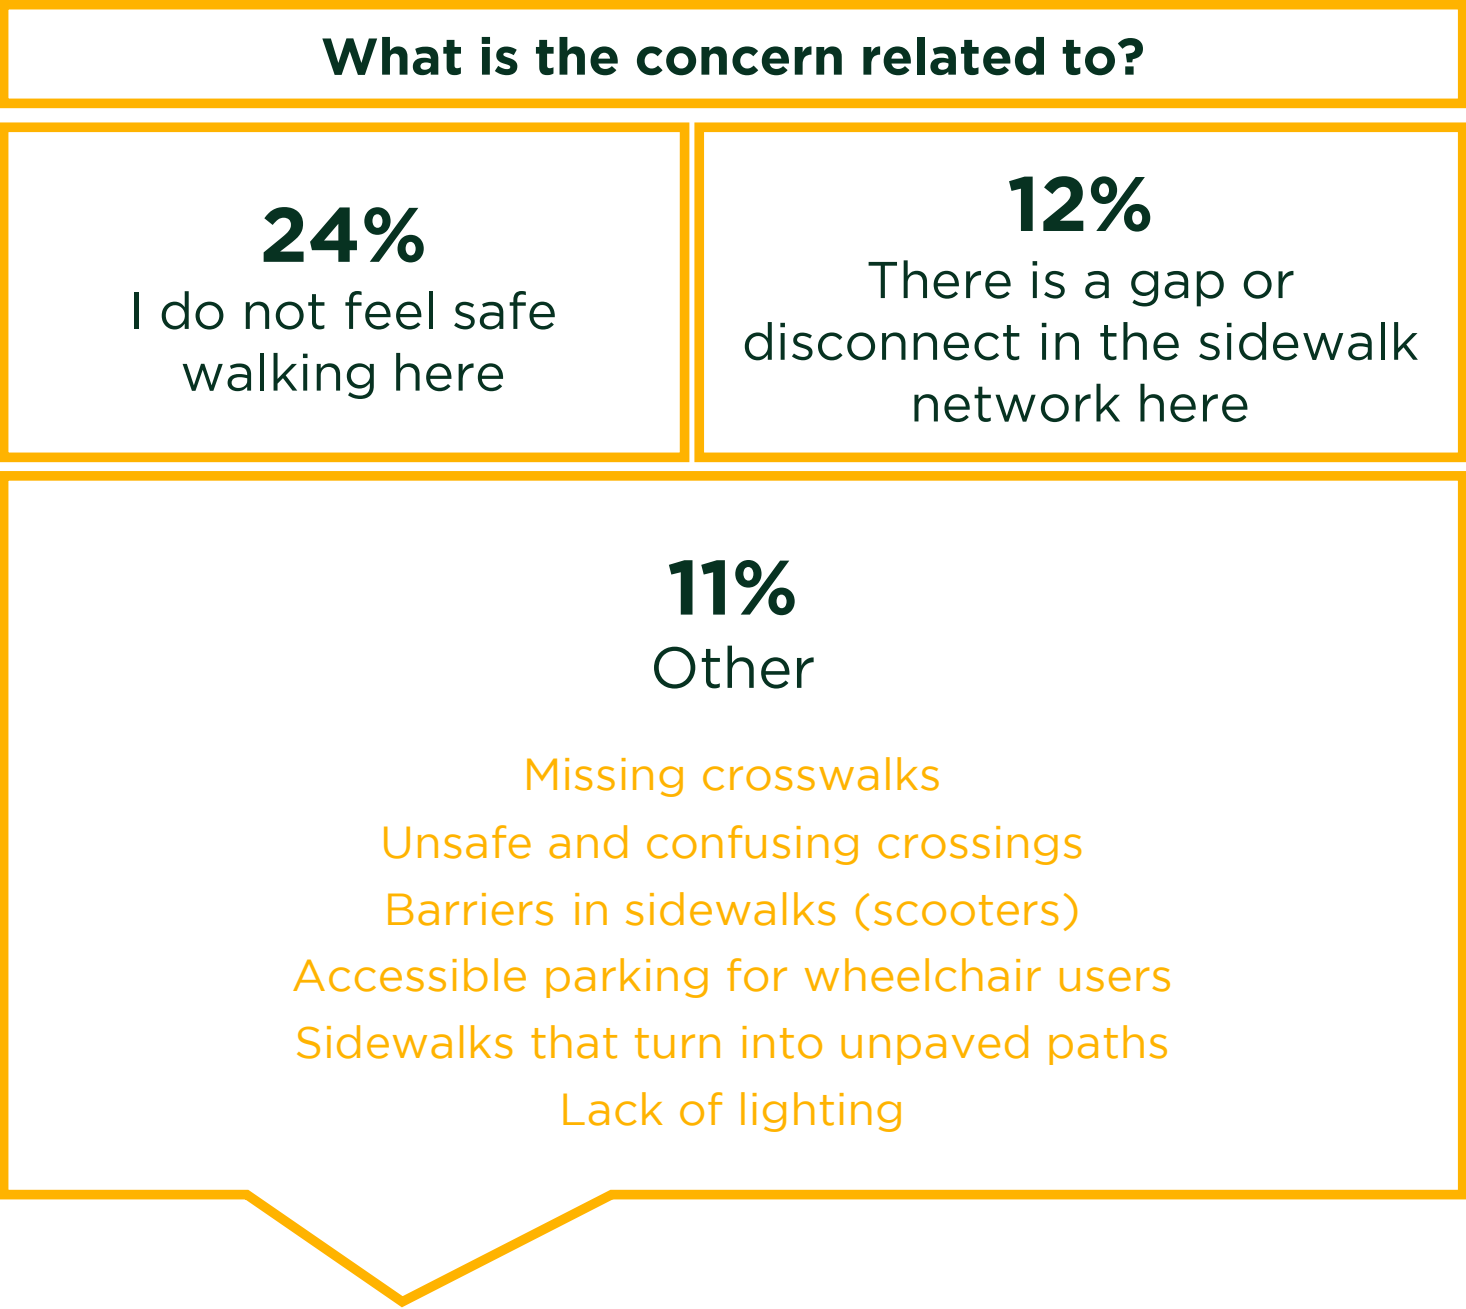 What is the concern related to?
24%
I do not feel safe
walking here
12%
There is a gap or
disconnect in the sidewalk
network here
11%
Other
Missing crosswalks
Unsafe and confusing crossings
Barriers in sidewalks (scooters)
Accessible parking for wheelchair users
Sidewalks that turn into unpaved paths
Lack of lighting